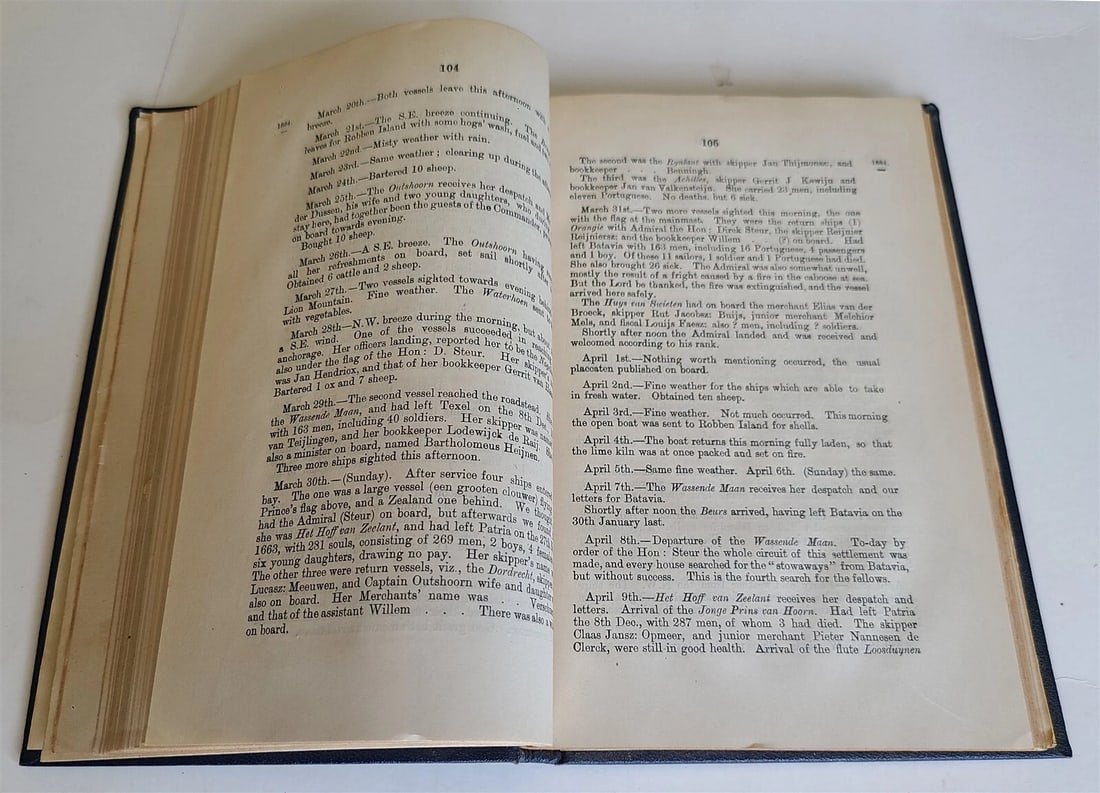 104
March 20th.—Both vessels leave this afternoon with
breeze.
1664.
March 21st.—The S.E. breeze continuing. The
leaves for Robben Island with some hogs' wash, fuel and
March 22nd.—Misty weather with rain.
March 23rd.—Same weather; clearing up during the
March 24th.—Bartered 10 sheep.
March 25th.—The Outshoorn receives her despatch and
der Dussen, his wife and two young daughters, who
stay here had together been the guests of the Commander,
on board towards evening.
Bought 10 sheep.
March 26th.—A S.E. breeze. The Outshoorn having
all her refreshments on board, set sail shortly
Obtained 6 cattle and 2 sheep.
March 27th.—Two vessels sighted towards evening
Lion Mountain. Fine weather. The Waterhoen
with vegetables.
March 28th—N.W. breeze during the morning, but
a S.E. wind. One of the vessels succeeded in
anchorage. Her officers landing, reported her to be the
also under the flag of the Hon: D. Steur. Her skipper
was Jan Hendriox, and that of her bookkeeper Gerrit van
Bartered 1 ox and 7 sheep.
March 29th.—The second vessel reached the roadstead.
the Wassende Maan, and had left Texel on the 8th Dec.,
with 163 men, including 40 soldiers. Her skipper was
van Teijlingen, and her bookkeeper Lodewijck de Raij.
also a minister on board, named Bartholomeus Heijnen.
Three more ships sighted this afternoon.
March 30th.—(Sunday). After service four ships
bay. The one was a large vessel (een grooten clouwer)
Prince's flag above, and a Zealand one behind. We
had the Admiral (Steur) on board, but afterwards we found
she was Het Hoff van Zeelant, and had left Patria on the
1663, with 281 souls, consisting of 269 men, 2 boys, 4
six young daughters, drawing no pay. Her skipper's name
The other three were return vessels, viz., the Dordrecht,
Lucasz: Meeuwen, and Captain Outshoorn wife and daughter
also on board. Her Merchants' name was . .
and that of the assistant Willem . . . There was also a
on board.
105
The second was the Rynlant with skipper Jan Thijmonsz, and
1664.
bookkeeper . . . Benningh.
The third was the Achilles, skipper Gerrit J Kawijn and
bookkeeper Jan van Valkensteijn. She carried 23 men, including
eleven Portuguese. No deaths, but 6 sick.
March 31st.—Two more vessels sighted this morning, the one
with the flag at the mainmast. They were the return ships (1)
Orangie with Admiral the Hon: Dirck Steur, the skipper Reijnier
Reijniersz: and the bookkeeper Willem . . (?) on board. Had
left Batavia with 163 men, including 16 Portuguese, 4 passengers
and 1 boy. Of these 11 sailors, 1 soldier and 1 Portuguese had died.
She also brought 26 sick. The Admiral was also somewhat unwell,
mostly the result of a fright caused by a fire in the caboose at sea.
But the Lord be thanked, the fire was extinguished, and the vessel
arrived here safely.
The Huys van Swieten had on board the merchant Elias van der
Broeck, skipper Rut Jacobsz: Buijs, junior merchant Melchior
Mels, and fiscal Louijs Faesz: also ? men, including ? soldiers.
Shortly after noon the Admiral landed and was received and
welcomed according to his rank.
April 1st.—Nothing worth mentioning occurred, the usual
placcaten published on board.
April 2nd.—Fine weather for the ships which are able to take
in fresh water. Obtained ten sheep.
April 3rd.—Fine weather. Not much occurred. This morning
the open boat was sent to Robben Island for shells.
April 4th.—The boat returns this morning fully laden, so that
the lime kiln was at once packed and set on fire.
April 5th.—Same fine weather. April 6th. (Sunday) the same.
April 7th.—The Wassende Maan receives her despatch and our
letters for Batavia.
Shortly after noon the Beurs arrived, having left Batavia on the
30th January last.
April 8th.—Departure of the Wassende Maan. To-day by
order of the Hon: Steur the whole circuit of this settlement was
made, and every house searched for the "stowaways" from Batavia,
but without success. This is the fourth search for the fellows.
April 9th.—Het Hoff van Zeelant receives her despatch and
letters. Arrival of the Jonge Prins van Hoorn. Had left Patria
the 8th Dec., with 287 men, of whom 3 had died. The skipper
Claas Jansz: Opmeer, and junior merchant Pieter Nannesen de
Clerck, were still in good health. Arrival of the flute Loosduynen